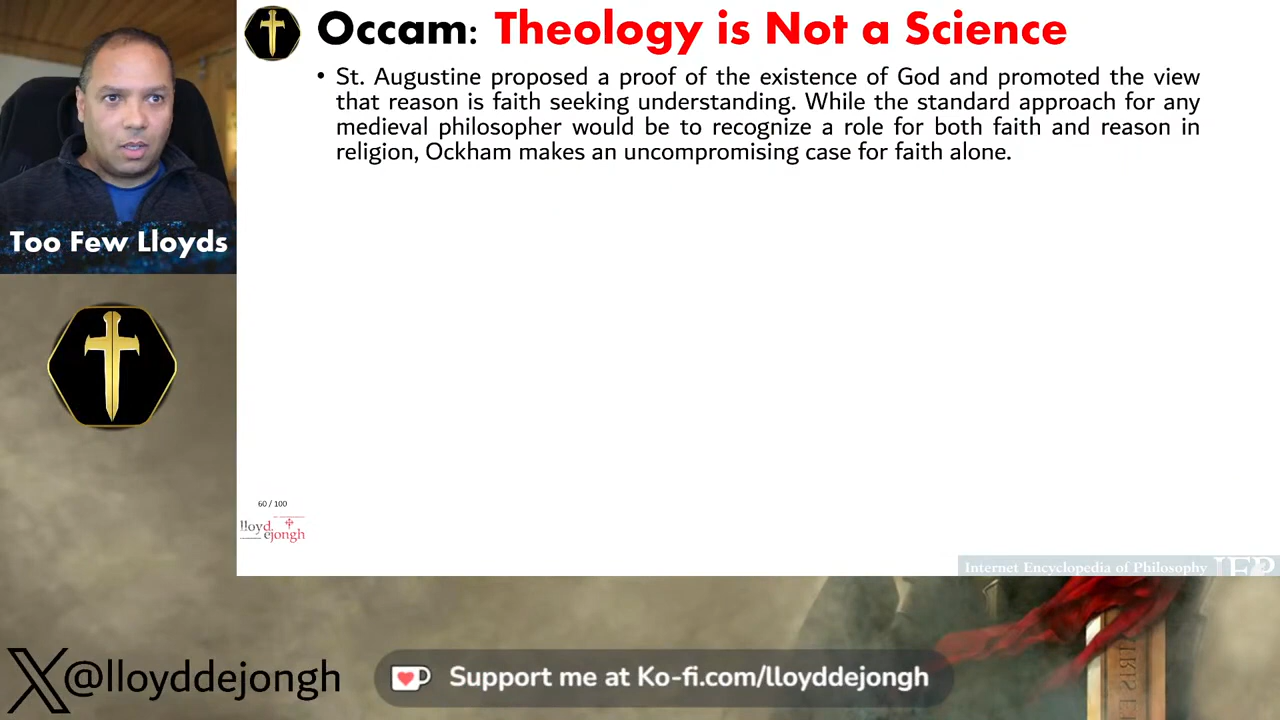 Occam: Theology is Not a Science
• St. Augustine proposed a proof of the existence of God and promoted the view
that reason is faith seeking understanding. While the standard approach for any
medieval philosopher would be to recognize a role for both faith and reason in
religion, Ockham makes an uncompromising case for faith alone.
Too Few Lloyds
60 / 100
lloyd
ejongh
Internet Encyclopedia of Philosophy IEP
X@lloyddejongh
Support me at Ko-fi.com/lloyddejongh